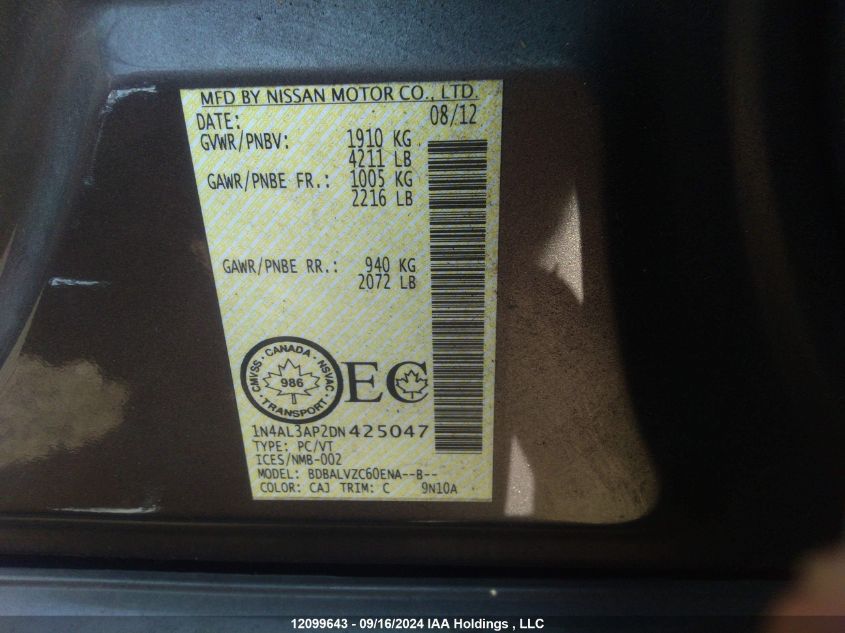 MFD BY NISSAN MOTOR CO., LTD.
DATE: 08/12
GVWR/PNBV: 1910 KG
4211 LB
GAWR/PNBE FR.: 1005 KG
2216 LB
GAWR/PNBE RR.: 940 KG
2072 LB
CMVSS · CANADA · NSVAC
986
· TRANSPORT ·
EC
1N4AL3AP2DN425047
TYPE: PC/VT
ICES/NMB-002
MODEL: BDBALVZC60ENA--B--
COLOR: CAJ TRIM: C 9N10A
12099643 - 09/16/2024 IAA Holdings , LLC